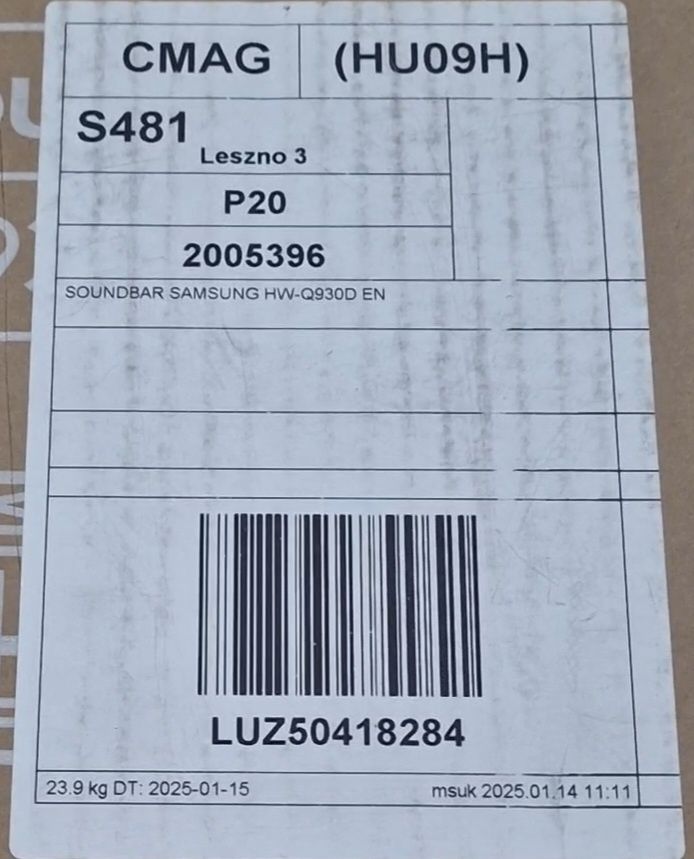 CMAG (HU09H)
S481
Leszno 3
P20
2005396
SOUNDBAR SAMSUNG HW-Q930D EN
LUZ50418284
23.9 kg DT: 2025-01-15 msuk 2025.01.14 11:11